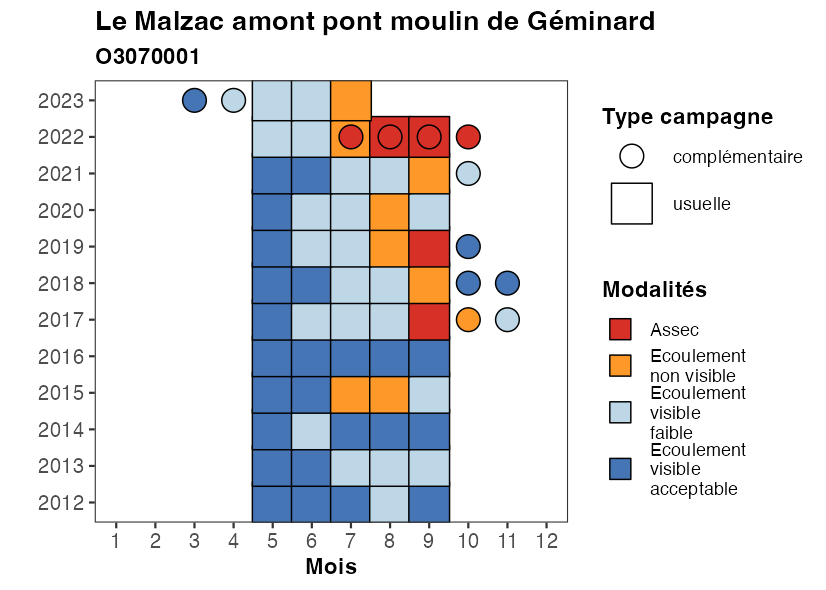 Le Malzac amont pont moulin de Géminard
O3070001
2023
2022
2021
2020
2019
2018
2017
2016
2015
2014
2013
2012
1 2 3 4 5 6 7 8 9 10 11 12
Mois
Type campagne
complémentaire
usuelle
Modalités
Assec
Ecoulement
non visible
Ecoulement
visible
faible
Ecoulement
visible
acceptable